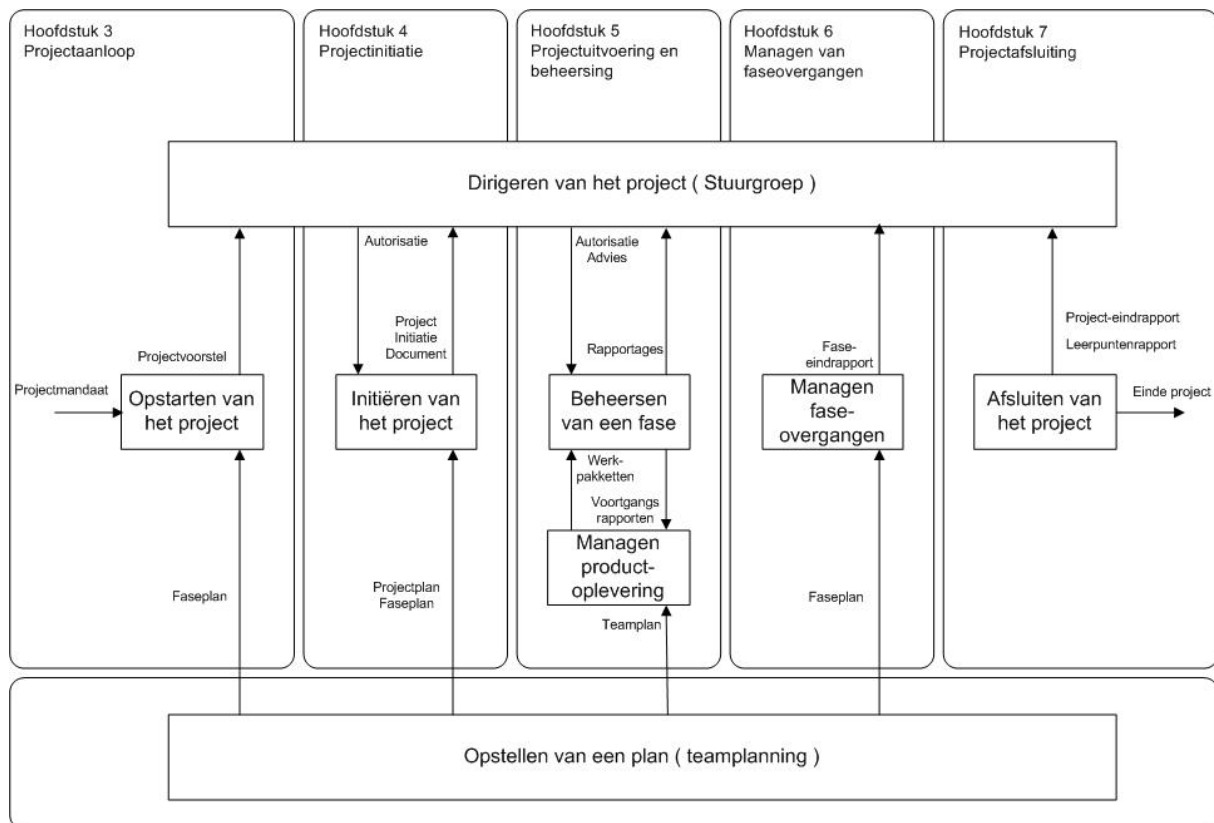 Hoofdstuk 3
Projectaanloop
Hoofdstuk 4
Projectinitiatie
Hoofdstuk 5
Projectuitvoering en
beheersing
Hoofdstuk 6
Managen van
faseovergangen
Hoofdstuk 7
Projectafsluiting
Dirigeren van het project ( Stuurgroep )
Autorisatie
Autorisatie
Advies
Projectvoorstel
Project
Initiatie
Document
Rapportages
Fase-
eindrapport
Project-eindrapport
Leerpuntenrapport
Projectmandaat
Opstarten van
het project
Initiëren van
het project
Beheersen
van een fase
Managen
fase-
overgangen
Afsluiten van
het project
Einde project
Werk-
pakketten
Voortgangs
rapporten
Managen
product-
oplevering
Faseplan
Projectplan
Faseplan
Teamplan
Faseplan
Opstellen van een plan ( teamplanning )